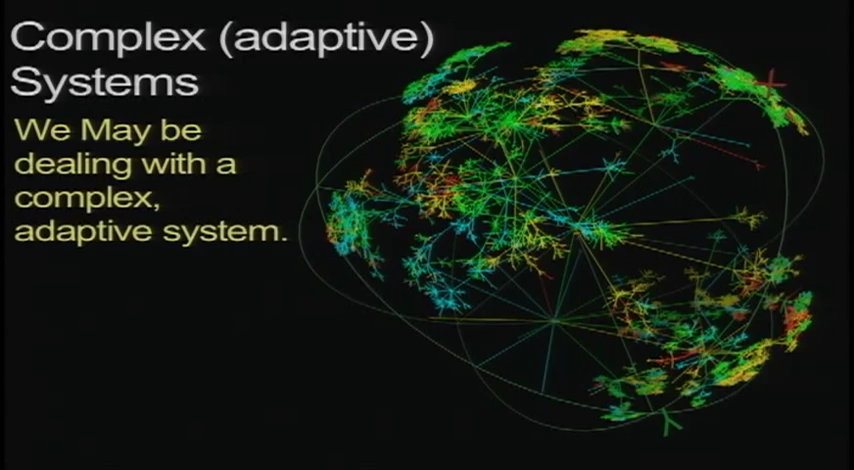 Complex (adaptive)
Systems
We May be
dealing with a
complex,
adaptive system.